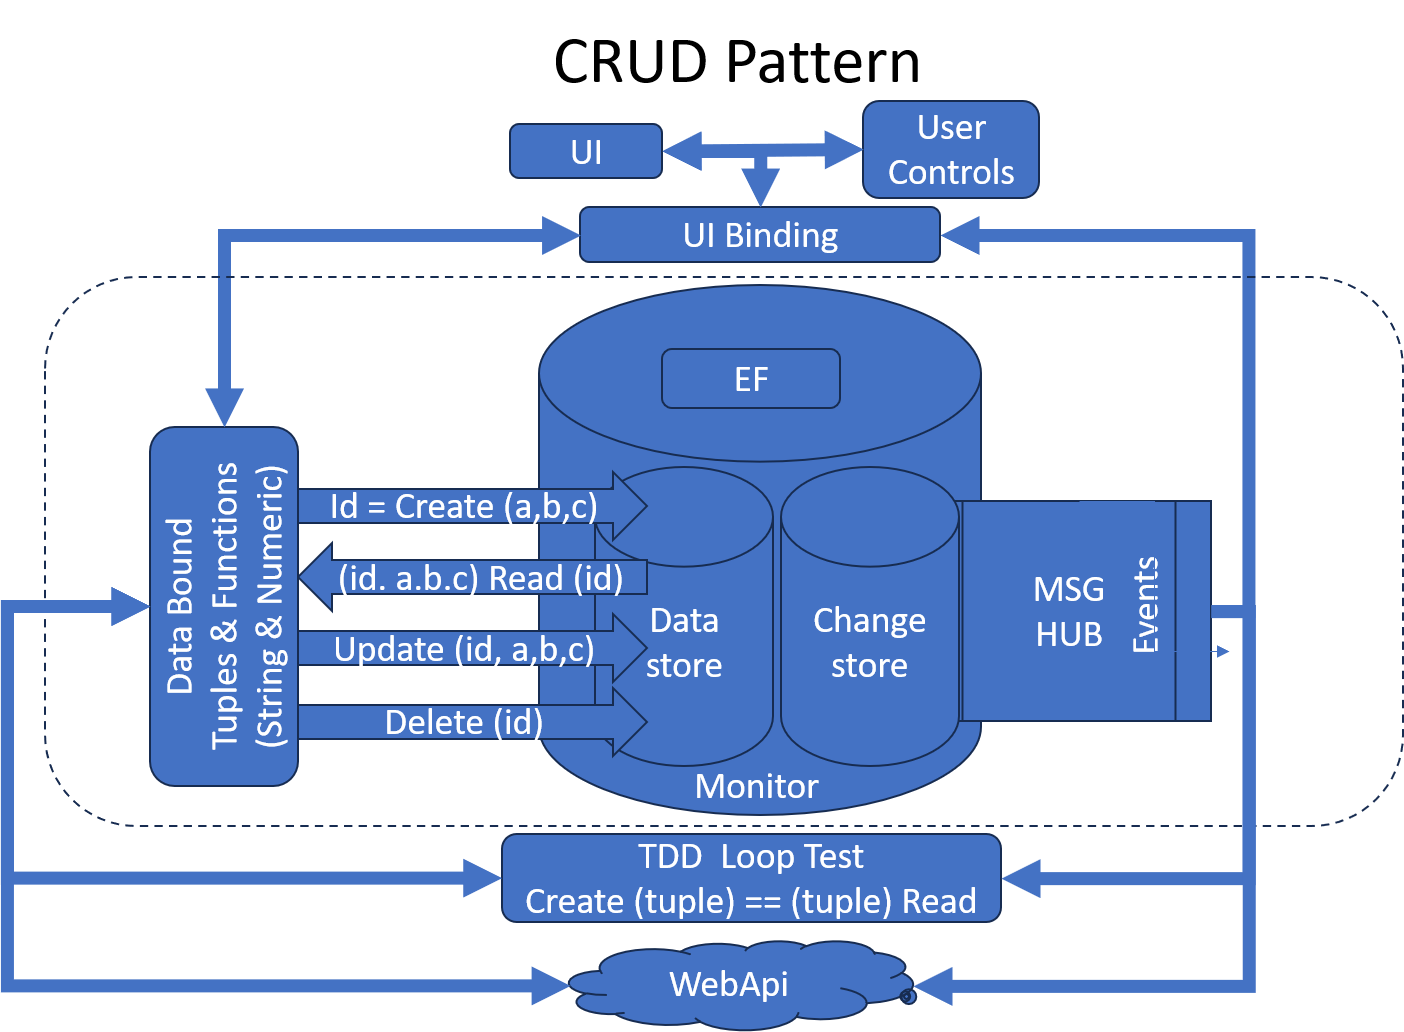 CRUD Pattern
UI
User
Controls
UI Binding
EF
Data Bound
Tuples & Functions
(String & Numeric)
Id = Create (a,b,c)
(id. a.b.c) Read (id)
Update (id, a,b,c)
Delete (id)
Data
store
Change
store
MSG
HUB
Events
Monitor
TDD  Loop Test
Create (tuple) == (tuple) Read
WebApi